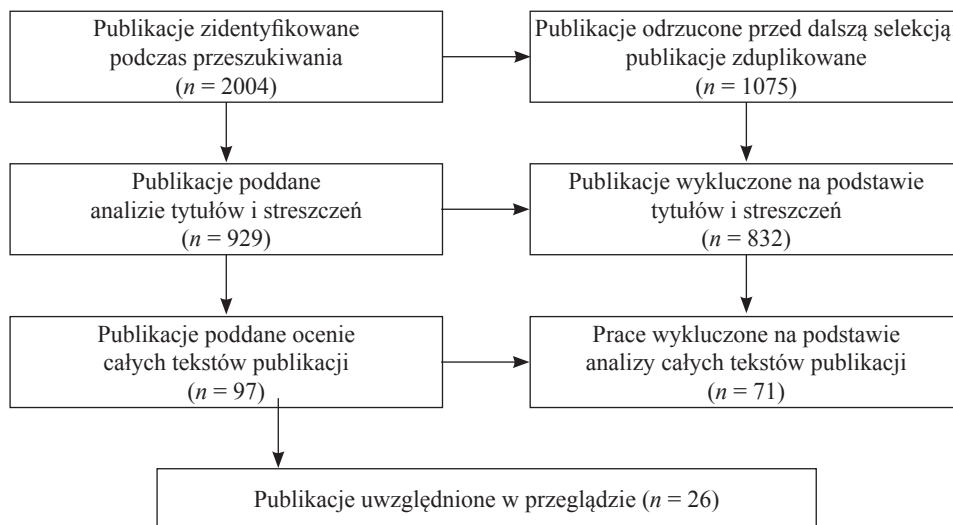 Publikacje zidentyfikowane
podczas przeszukiwania
(n = 2004)
Publikacje odrzucone przed dalszą selekcją:
publikacje zduplikowane
(n = 1075)
Publikacje poddane
analizie tytułów i streszczeń
(n = 929)
Publikacje wykluczone na podstawie
tytułów i streszczeń
(n = 832)
Publikacje poddane ocenie
całych tekstów publikacji
(n = 97)
Prace wykluczone na podstawie
analizy całych tekstów publikacji
(n = 71)
Publikacje uwzględnione w przeglądzie (n = 26)